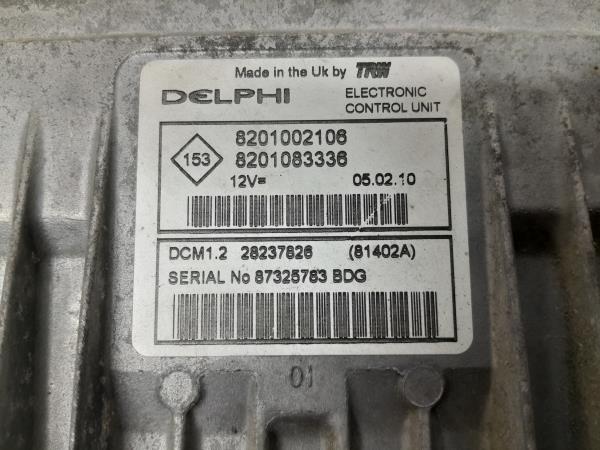 Made in the Uk by TRW
DELPHI ELECTRONIC
CONTROL UNIT
153
8201002106
8201083336
12V= 05.02.10
DCM1.2 28237826 (81402A)
SERIAL No 87325783 BDG
01